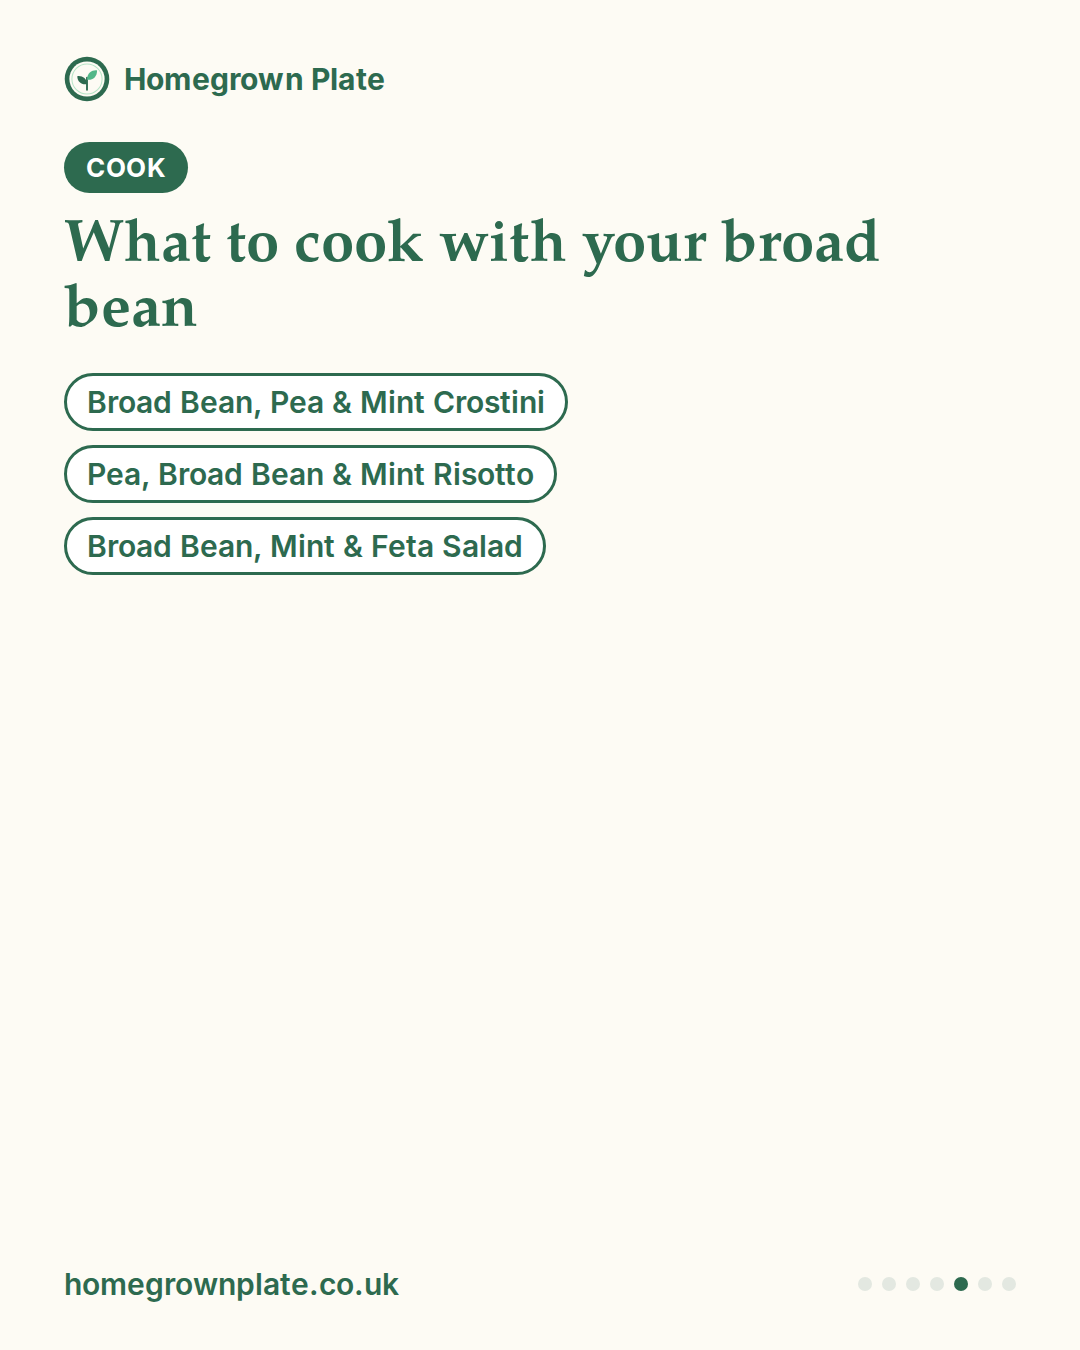 Homegrown Plate
COOK
What to cook with your broad
bean
Broad Bean, Pea & Mint Crostini
Pea, Broad Bean & Mint Risotto
Broad Bean, Mint & Feta Salad
homegrownplate.co.uk